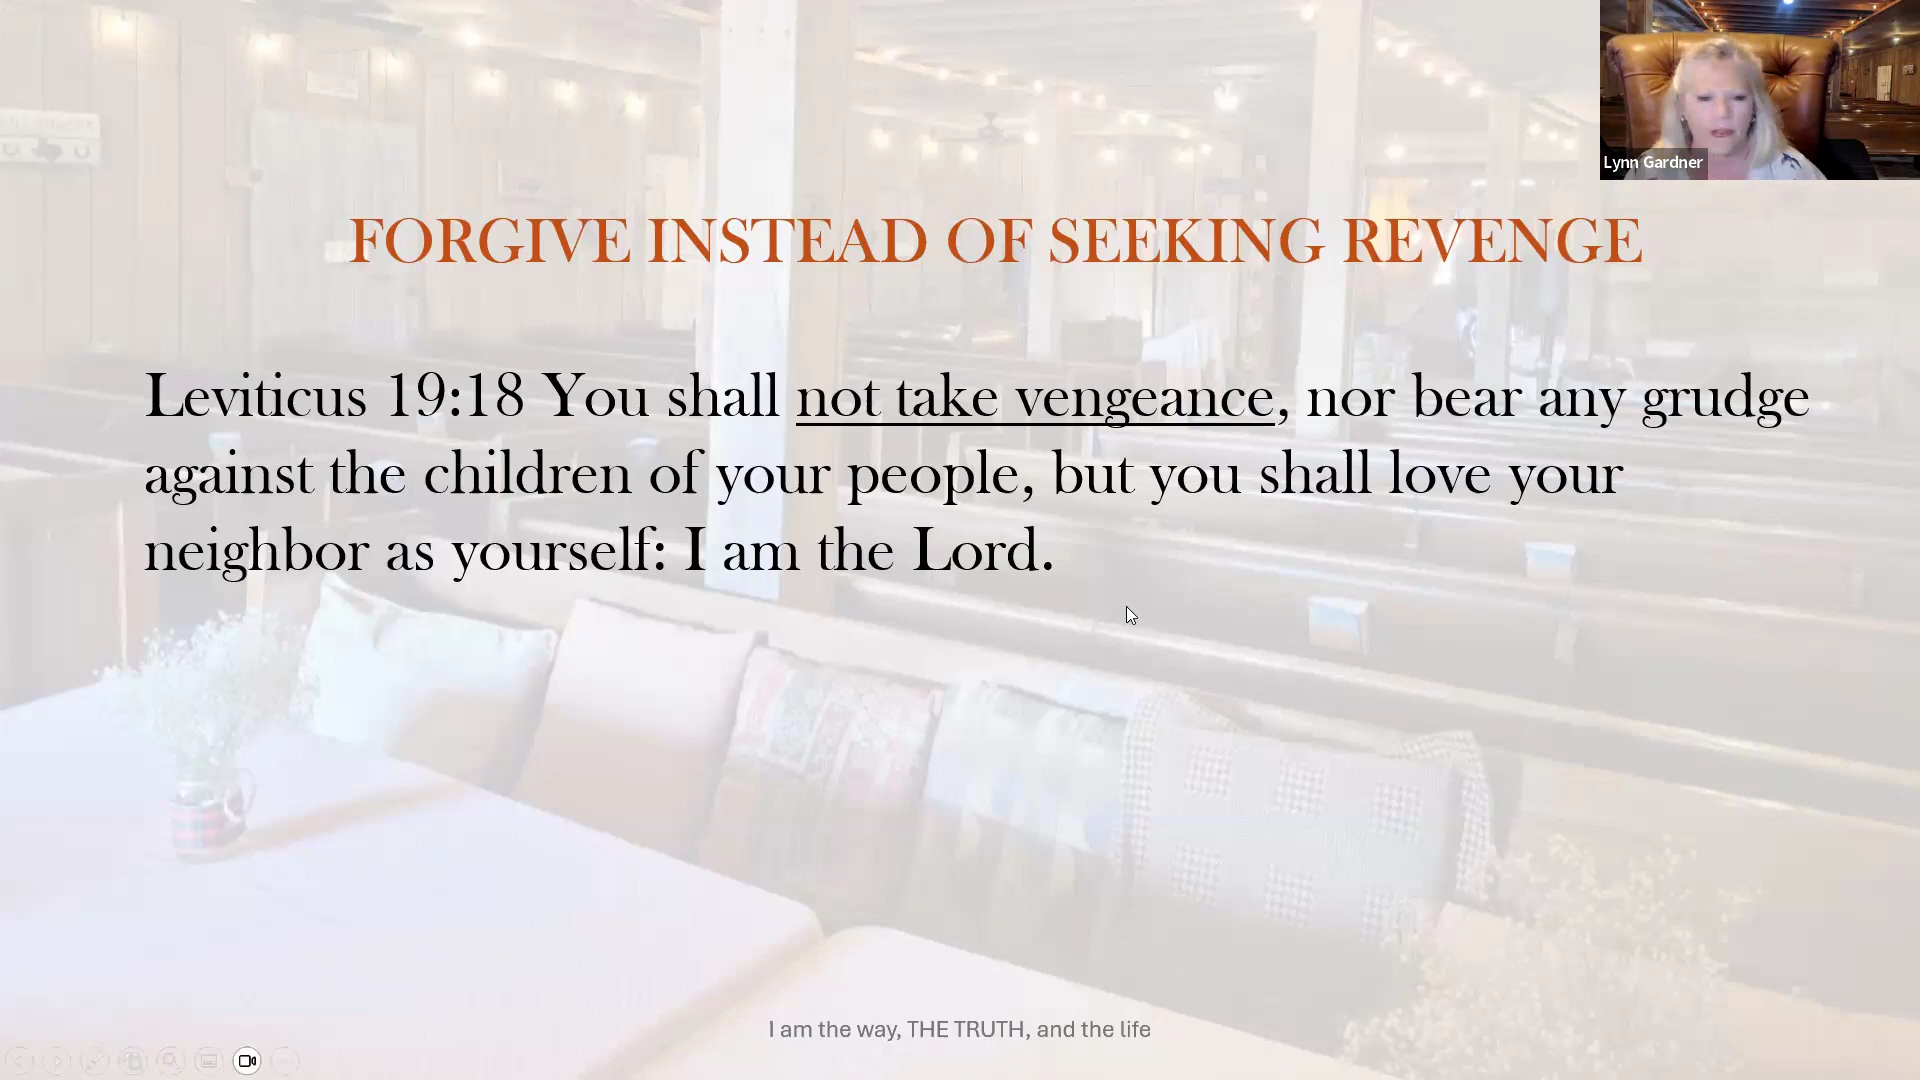 Lynn Gardner
FORGIVE INSTEAD OF SEEKING REVENGE
Leviticus 19:18 You shall not take vengeance, nor bear any grudge
against the children of your people, but you shall love your
neighbor as yourself: I am the Lord.
I am the way, THE TRUTH, and the life